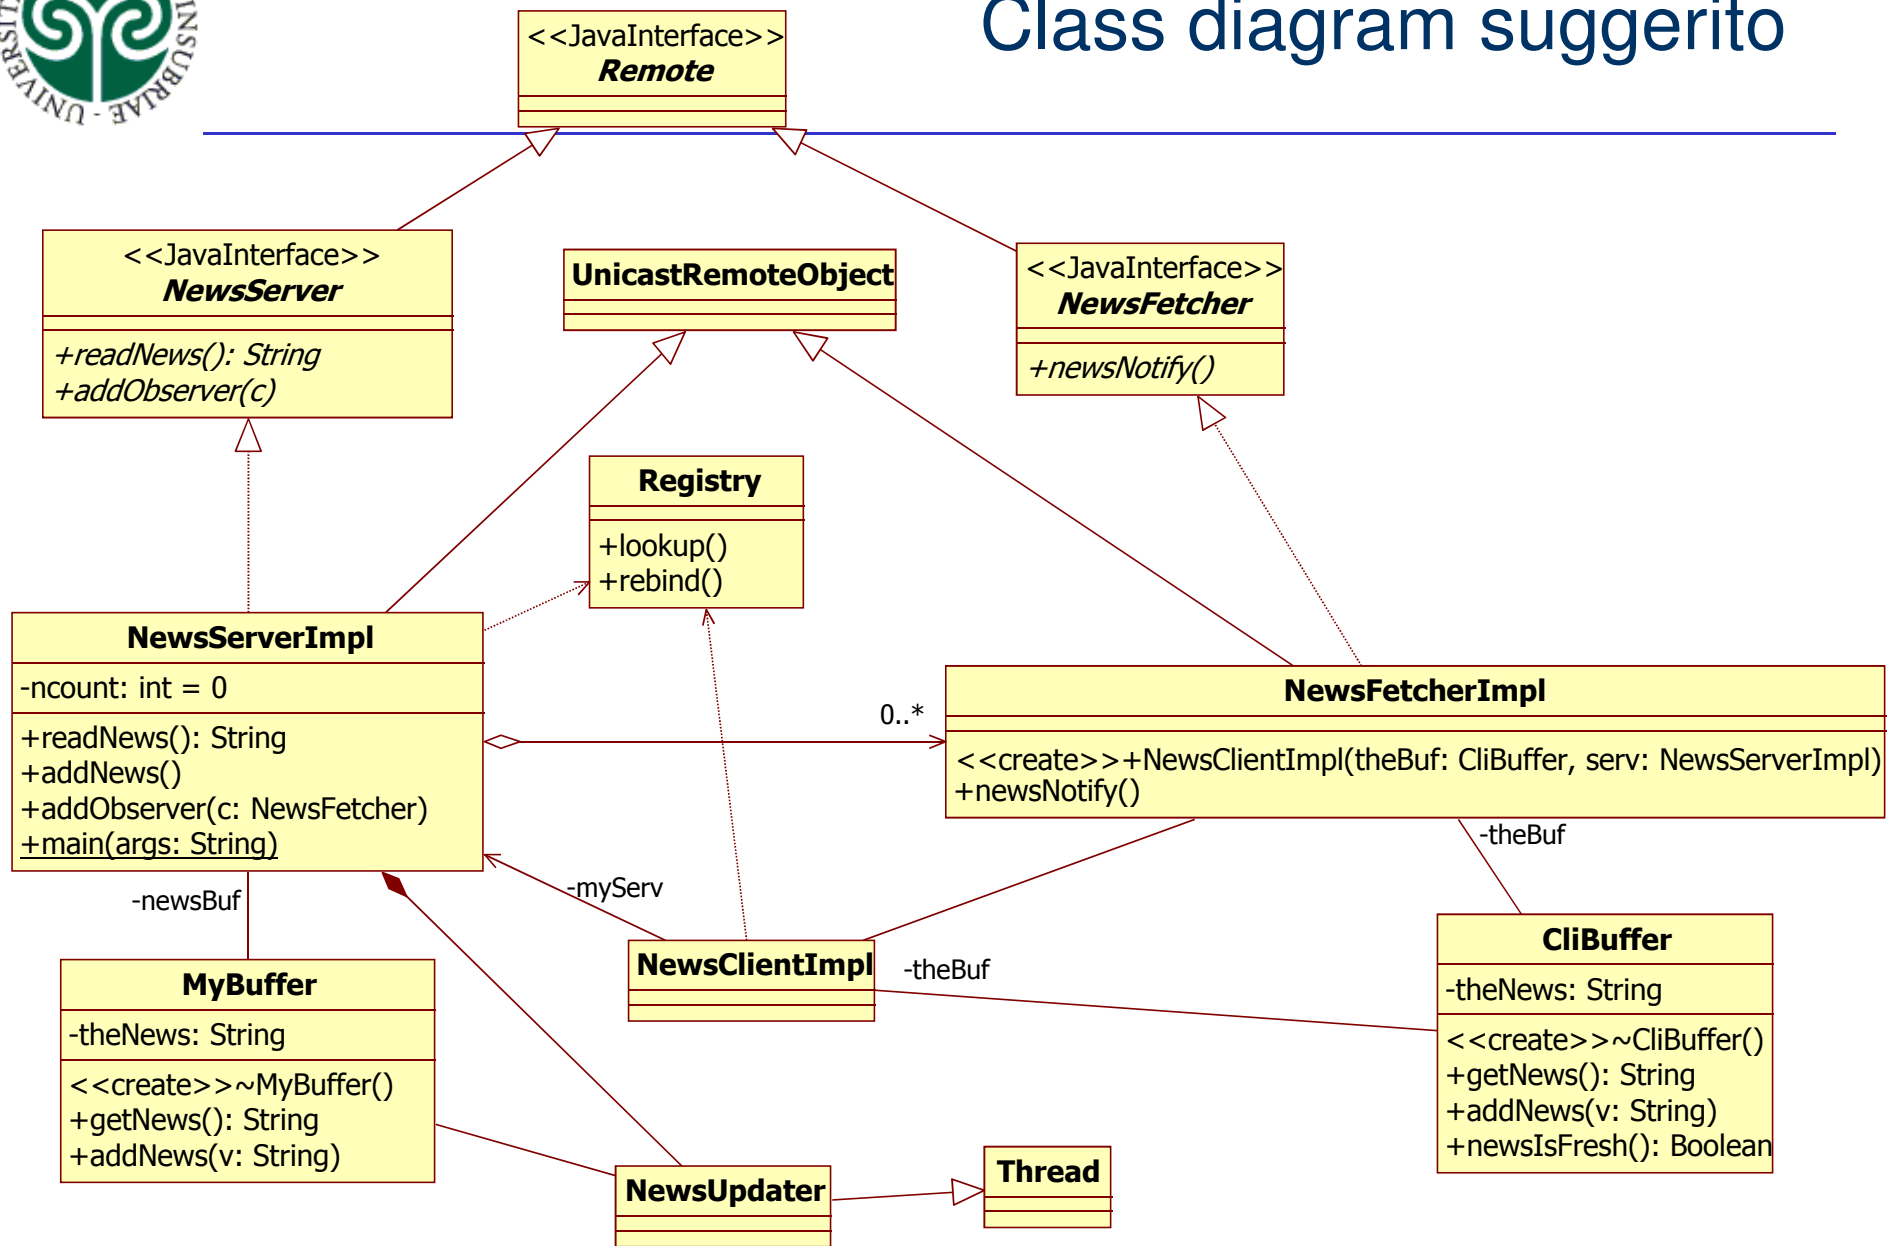 Class diagram suggerito
INSUBRIAE - UNIVERSIT
<<JavaInterface>>
Remote
<<JavaInterface>>
NewsServer
+readNews(): String
+addObserver(c)
UnicastRemoteObject
<<JavaInterface>>
NewsFetcher
+newsNotify()
Registry
+lookup()
+rebind()
NewsServerImpl
-ncount: int = 0
+readNews(): String
+addNews()
+addObserver(c: NewsFetcher)
+main(args: String)
0..*
NewsFetcherImpl
<<create>>+NewsClientImpl(theBuf: CliBuffer, serv: NewsServerImpl)
+newsNotify()
-newsBuf
-myServ
-theBuf
MyBuffer
-theNews: String
<<create>>~MyBuffer()
+getNews(): String
+addNews(v: String)
NewsClientImpl
-theBuf
CliBuffer
-theNews: String
<<create>>~CliBuffer()
+getNews(): String
+addNews(v: String)
+newsIsFresh(): Boolean
NewsUpdater
Thread